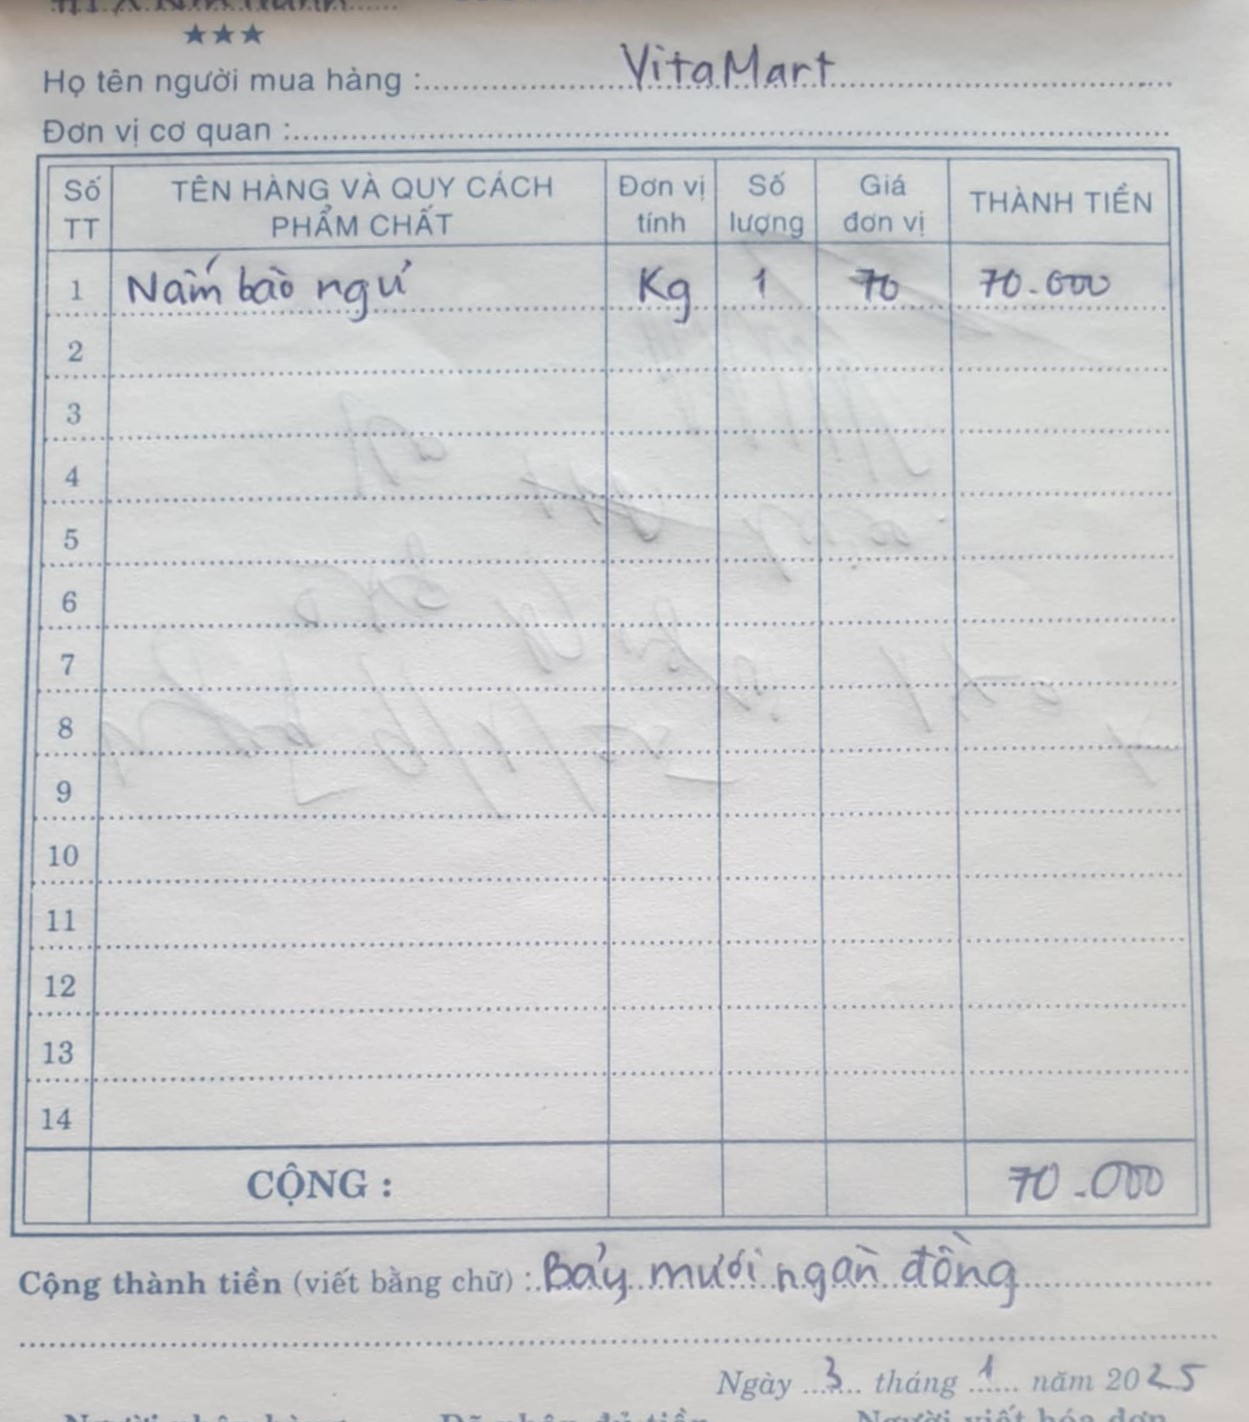 ★★★
Họ tên người mua hàng : VitaMart
Đơn vị cơ quan :
Số TT TÊN HÀNG VÀ QUY CÁCH PHẨM CHẤT Đơn vị tính Số lượng Giá đơn vị THÀNH TIỀN
1 Nấm bào ngư Kg 1 70 70.000
2
3
4
5
6
7
8
9
10
11
12
13
14
CỘNG : 70.000
Cộng thành tiền (viết bằng chữ) : Bảy mươi ngàn đồng
Ngày 3 tháng 1 năm 2025